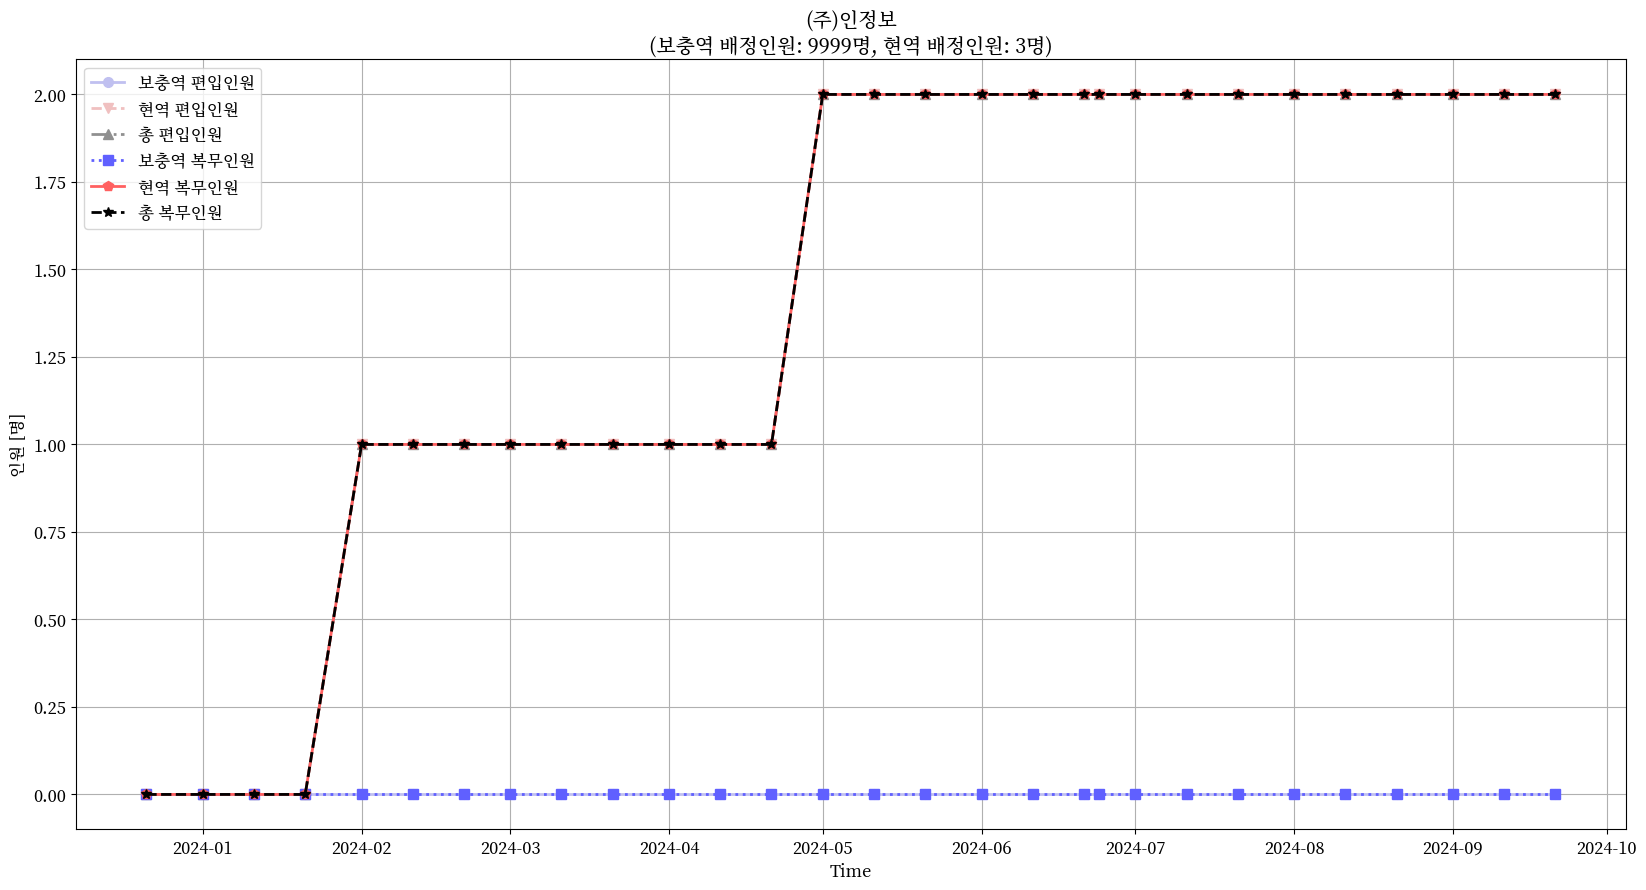 (주)인정보
(보충역 배정인원: 9999명, 현역 배정인원: 3명)
보충역 편입인원
현역 편입인원
총 편입인원
보충역 복무인원
현역 복무인원
총 복무인원
인원 [명]
2.00
1.75
1.50
1.25
1.00
0.75
0.50
0.25
0.00
2024-01 2024-02 2024-03 2024-04 2024-05 2024-06 2024-07 2024-08 2024-09 2024-10
Time